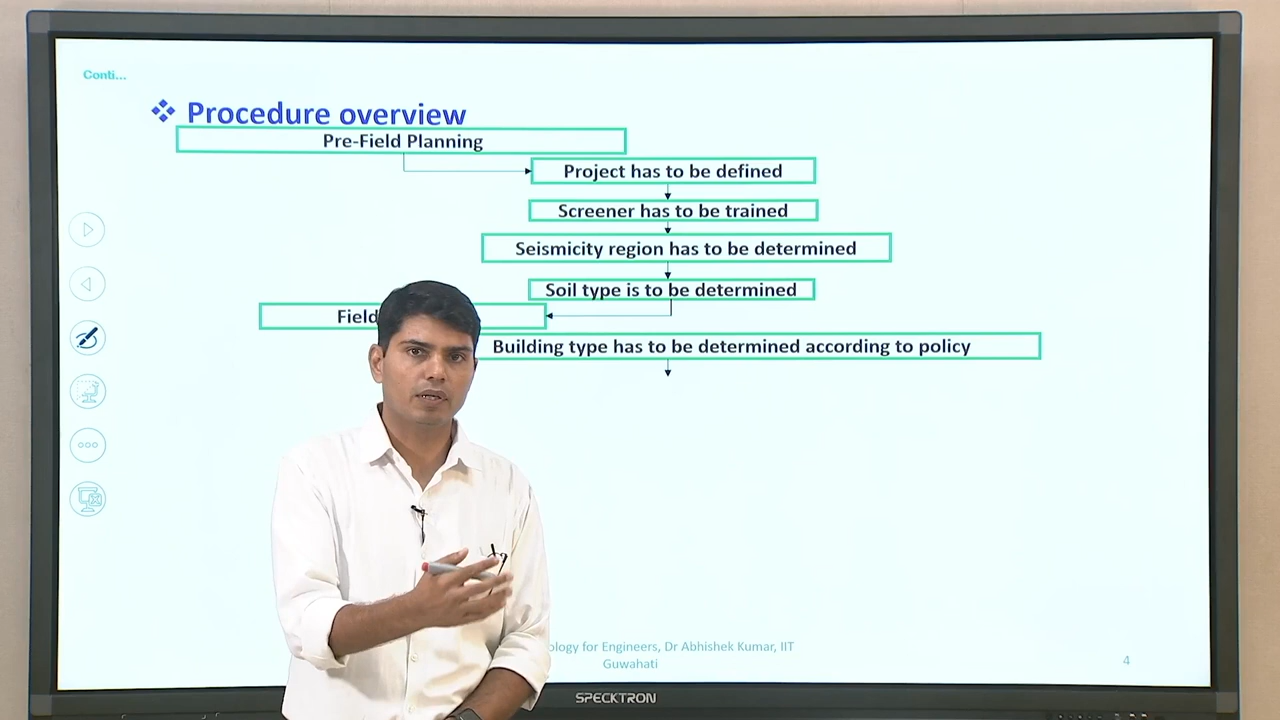 Conti...
❖ Procedure overview
Pre-Field Planning
Project has to be defined
Screener has to be trained
Seismicity region has to be determined
Soil type is to be determined
Field
Building type has to be determined according to policy
for Engineers, Dr Abhishek Kumar, IIT
Guwahati
4
SPECKTRON